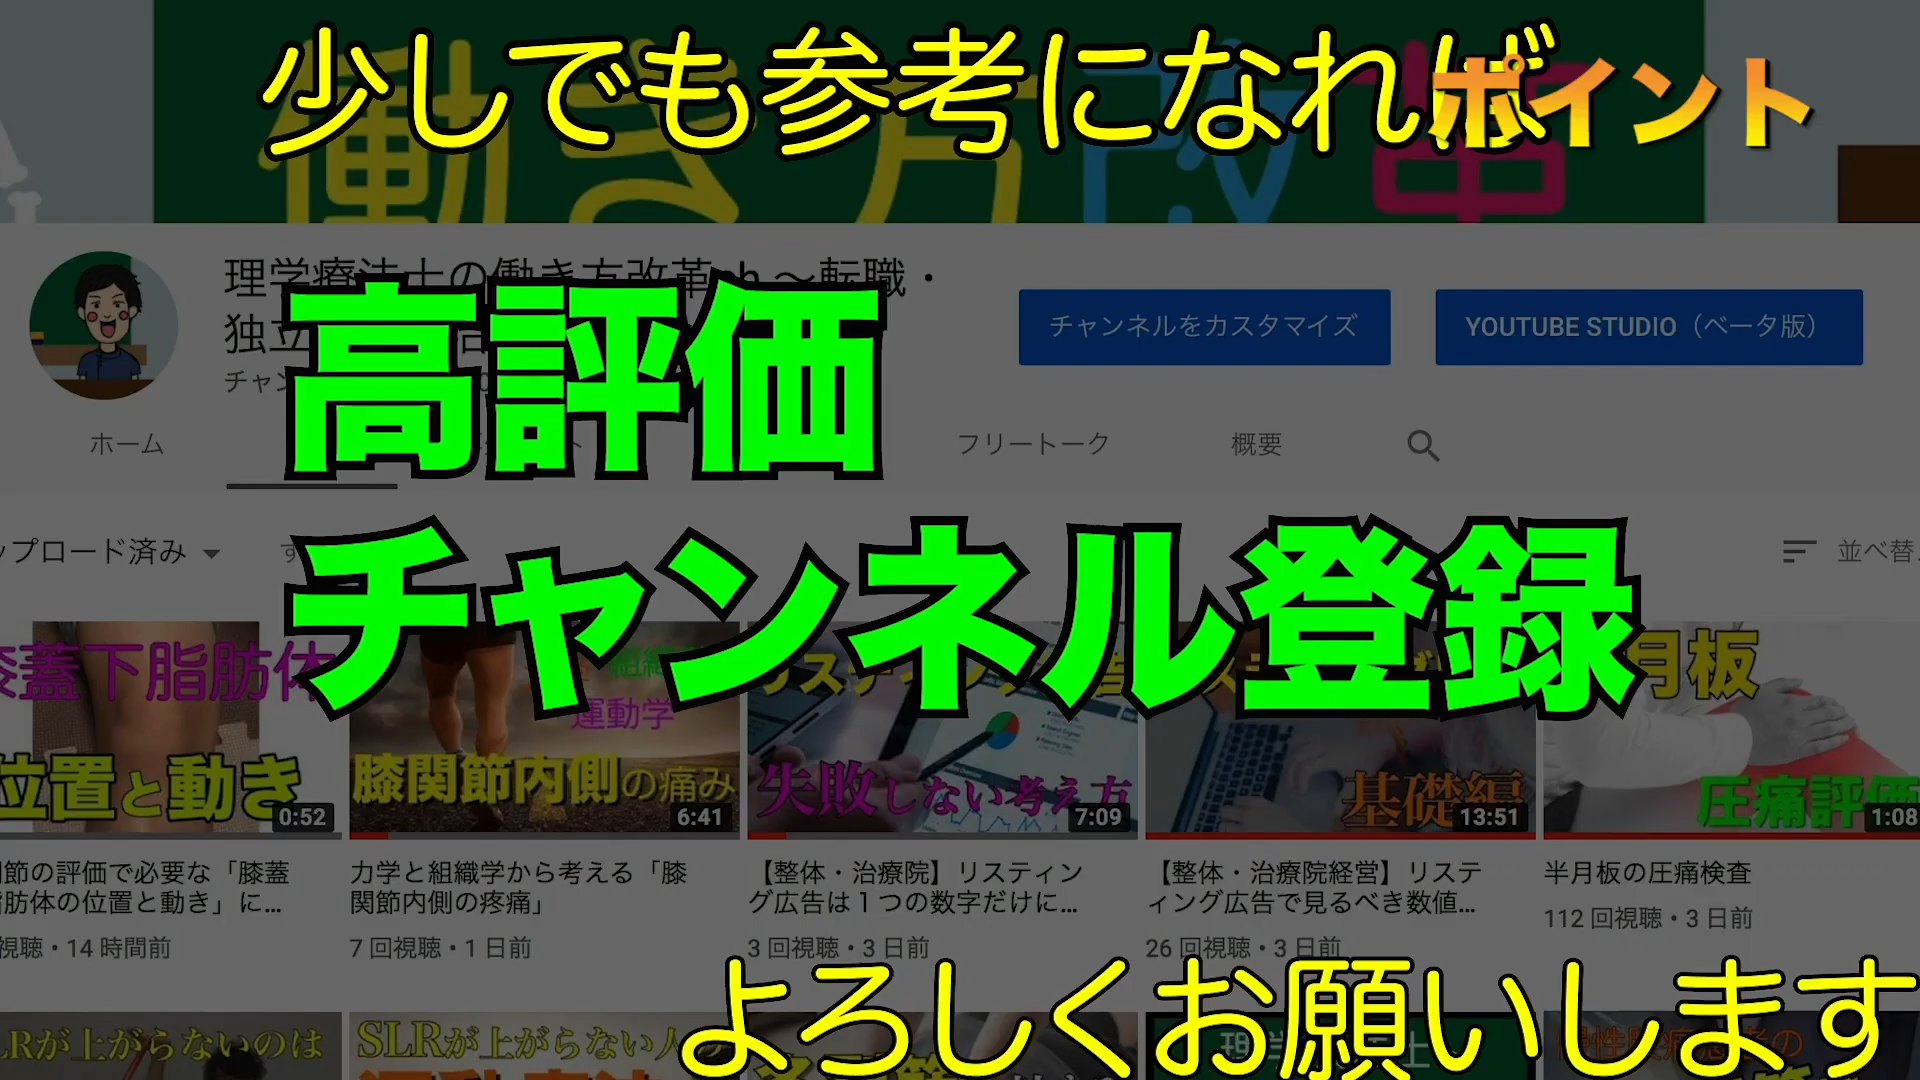 少しでも参考になれば
ポイント
働き方改革
理学療法士の働き方改革ch 〜転職・
独立
チャン
高評価
チャンネルをカスタマイズ
YOUTUBE STUDIO（ベータ版）
ホーム
フリートーク
概要
チャンネル登録
ップロード済み
す
並べ替
膝蓋下脂肪体
位置と動き
0:52
運動学
膝関節内側の痛み
6:41
失敗しない考え方
7:09
基礎編
13:51
月板
圧痛評価
1:08
節の評価で必要な「膝蓋
脂肪体の位置と動き」に...
視聴・14 時間前
力学と組織学から考える「膝
関節内側の疼痛」
7 回視聴・1 日前
【整体・治療院】リスティン
グ広告は１つの数字だけに...
3 回視聴・3 日前
【整体・治療院経営】リステ
ィング広告で見るべき数値...
26 回視聴・3 日前
半月板の圧痛検査
112 回視聴・3 日前
よろしくお願いします
LRが上がらないのは
SLRが上がらない人